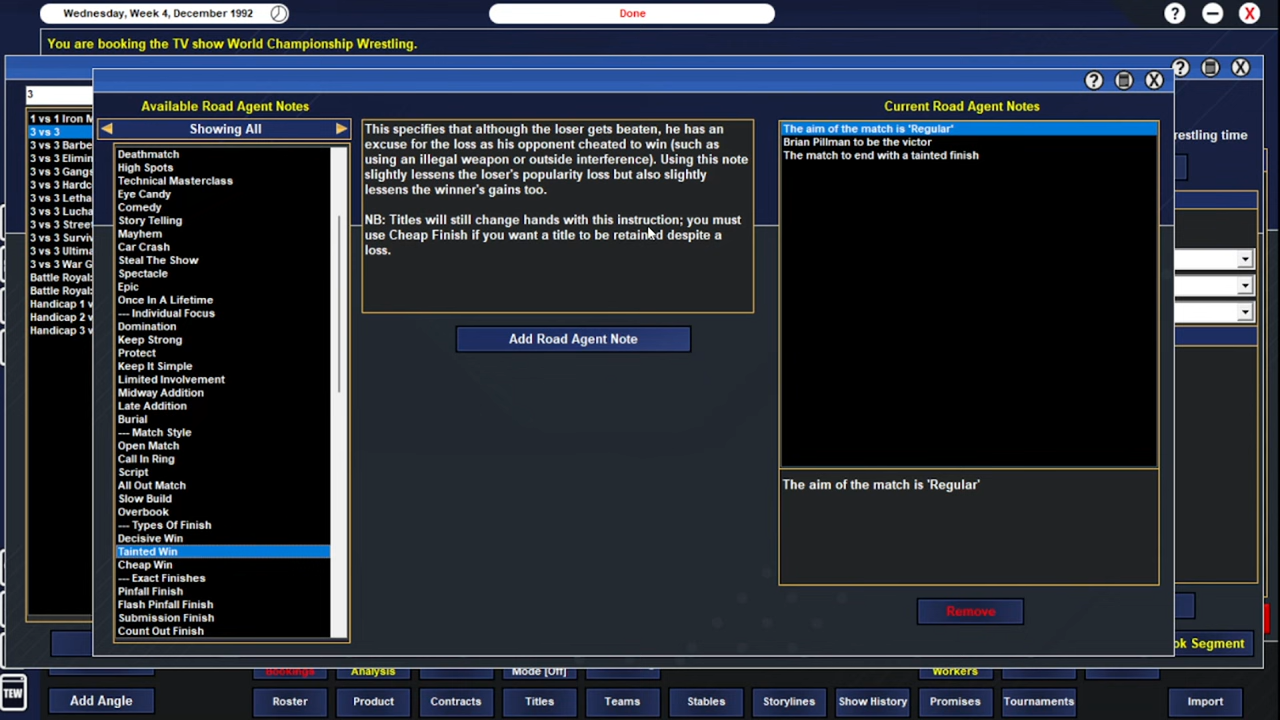 Wednesday, Week 4, December 1992
Done
You are booking the TV show World Championship Wrestling.
3
1 vs 1 Iron M
3 vs 3
3 vs 3 Barbe
3 vs 3 Elimin
3 vs 3 Gangs
3 vs 3 Hardc
3 vs 3 Letha
3 vs 3 Lucha
3 vs 3 Street
3 vs 3 Surviv
3 vs 3 Ultima
3 vs 3 War G
Battle Royal:
Battle Royal:
Handicap 1 v
Handicap 2 v
Handicap 3 v
Available Road Agent Notes
Showing All
Deathmatch
High Spots
Technical Masterclass
Eye Candy
Comedy
Story Telling
Mayhem
Car Crash
Steal The Show
Spectacle
Epic
Once In A Lifetime
--- Individual Focus
Domination
Keep Strong
Protect
Keep It Simple
Limited Involvement
Midway Addition
Late Addition
Burial
--- Match Style
Open Match
Call In Ring
Script
All Out Match
Slow Build
Overbook
--- Types Of Finish
Decisive Win
Tainted Win
Cheap Win
--- Exact Finishes
Pinfall Finish
Flash Pinfall Finish
Submission Finish
Count Out Finish
This specifies that although the loser gets beaten, he has an
excuse for the loss as his opponent cheated to win (such as
using an illegal weapon or outside interference). Using this note
slightly lessens the loser's popularity loss but also slightly
lessens the winner's gains too.
NB: Titles will still change hands with this instruction; you must
use Cheap Finish if you want a title to be retained despite a
loss.
Add Road Agent Note
Current Road Agent Notes
The aim of the match is 'Regular'
Brian Pillman to be the victor
The match to end with a tainted finish
The aim of the match is 'Regular'
Remove
restling time
ok Segment
Bookings
Analysis
Mode [Off]
Workers
TEW
Add Angle
Roster
Product
Contracts
Titles
Teams
Stables
Storylines
Show History
Promises
Tournaments
Import